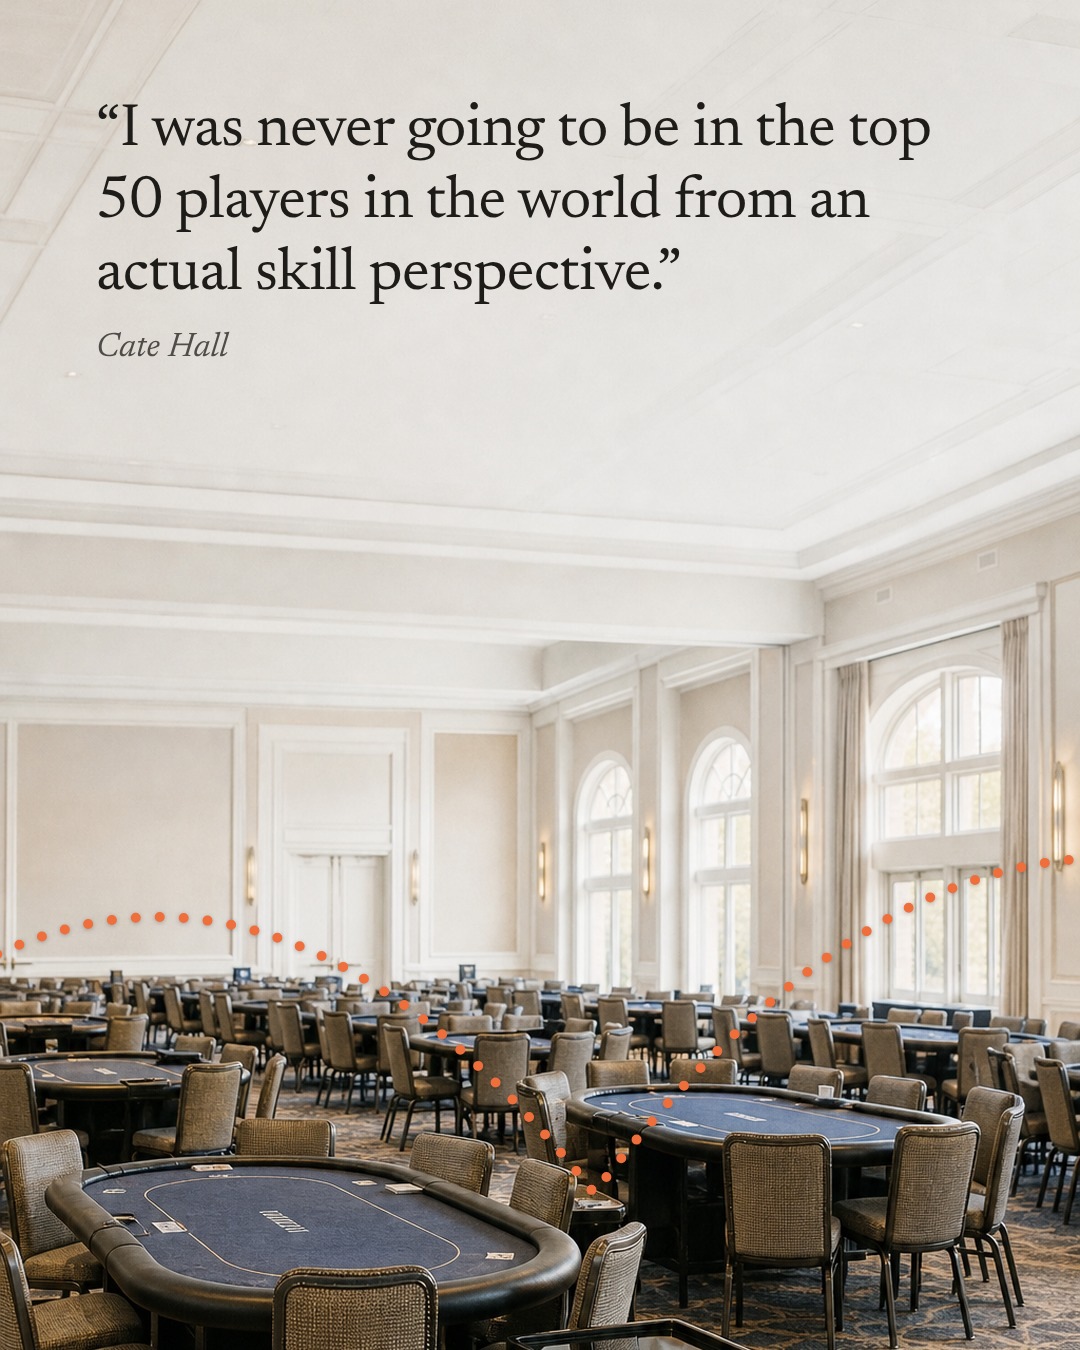 “I was never going to be in the top
50 players in the world from an
actual skill perspective.”
Cate Hall